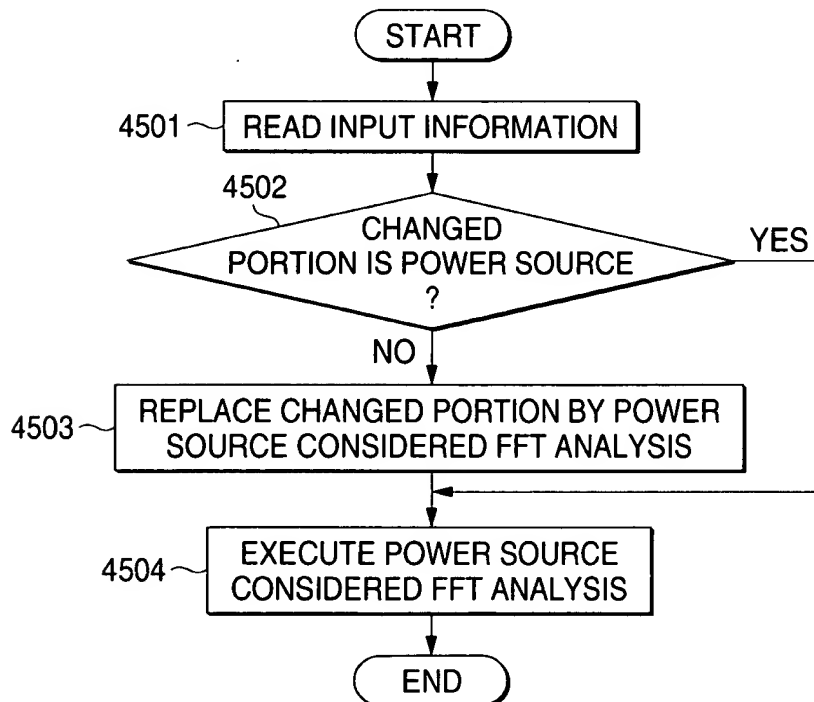 START
4501
READ INPUT INFORMATION
4502
CHANGED
PORTION IS POWER SOURCE
?
YES
NO
4503
REPLACE CHANGED PORTION BY POWER
SOURCE CONSIDERED FFT ANALYSIS
4504
EXECUTE POWER SOURCE
CONSIDERED FFT ANALYSIS
END